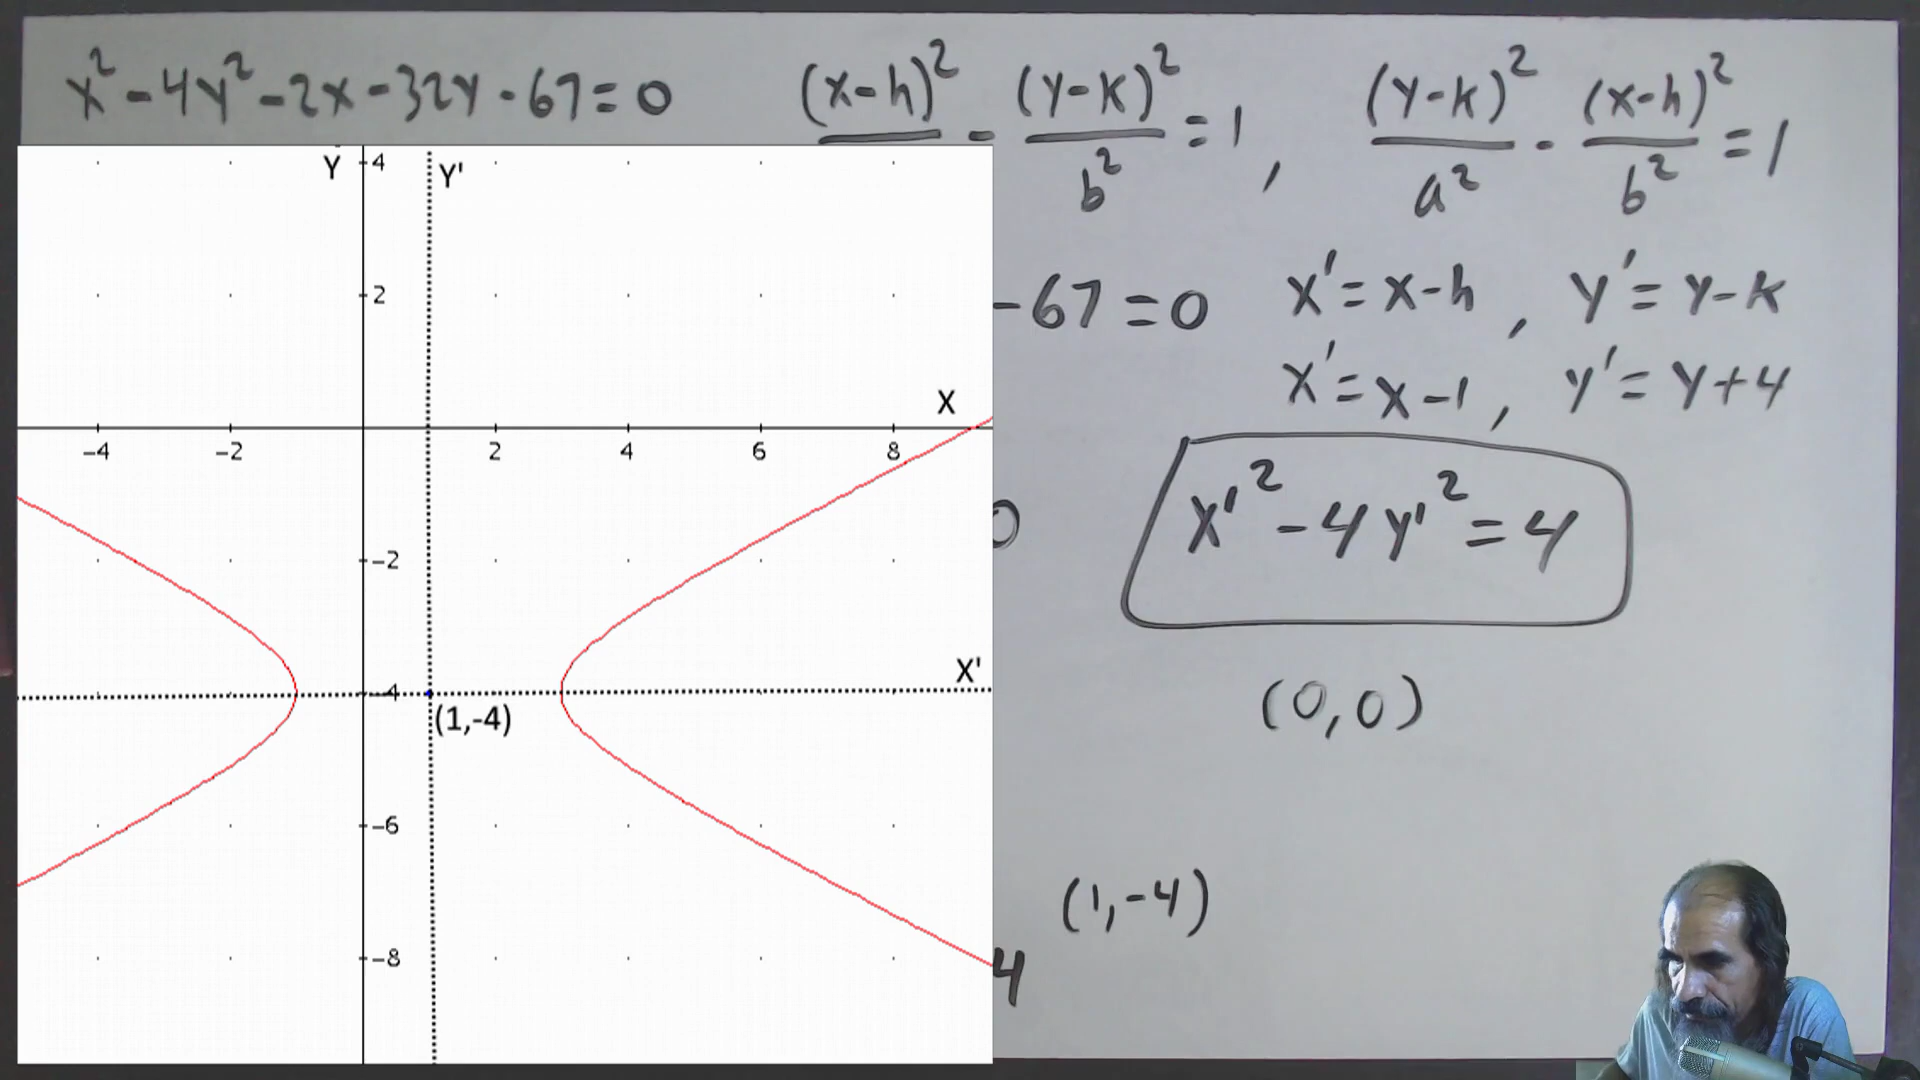 x² - 4y² - 2x - 32y - 67 = 0
(x-h)² / - (y-k)² / b² = 1 , (y-k)² / a² - (x-h)² / b² = 1
Y 4 Y'
2
- 67 = 0
x' = x-h , y' = y-k
x' = x-1 , y' = y+4
X
-4 -2 2 4 6 8
x'² - 4y'² = 4
-2
X'
-4
(1,-4)
(0,0)
-6
(1,-4)
-8
4